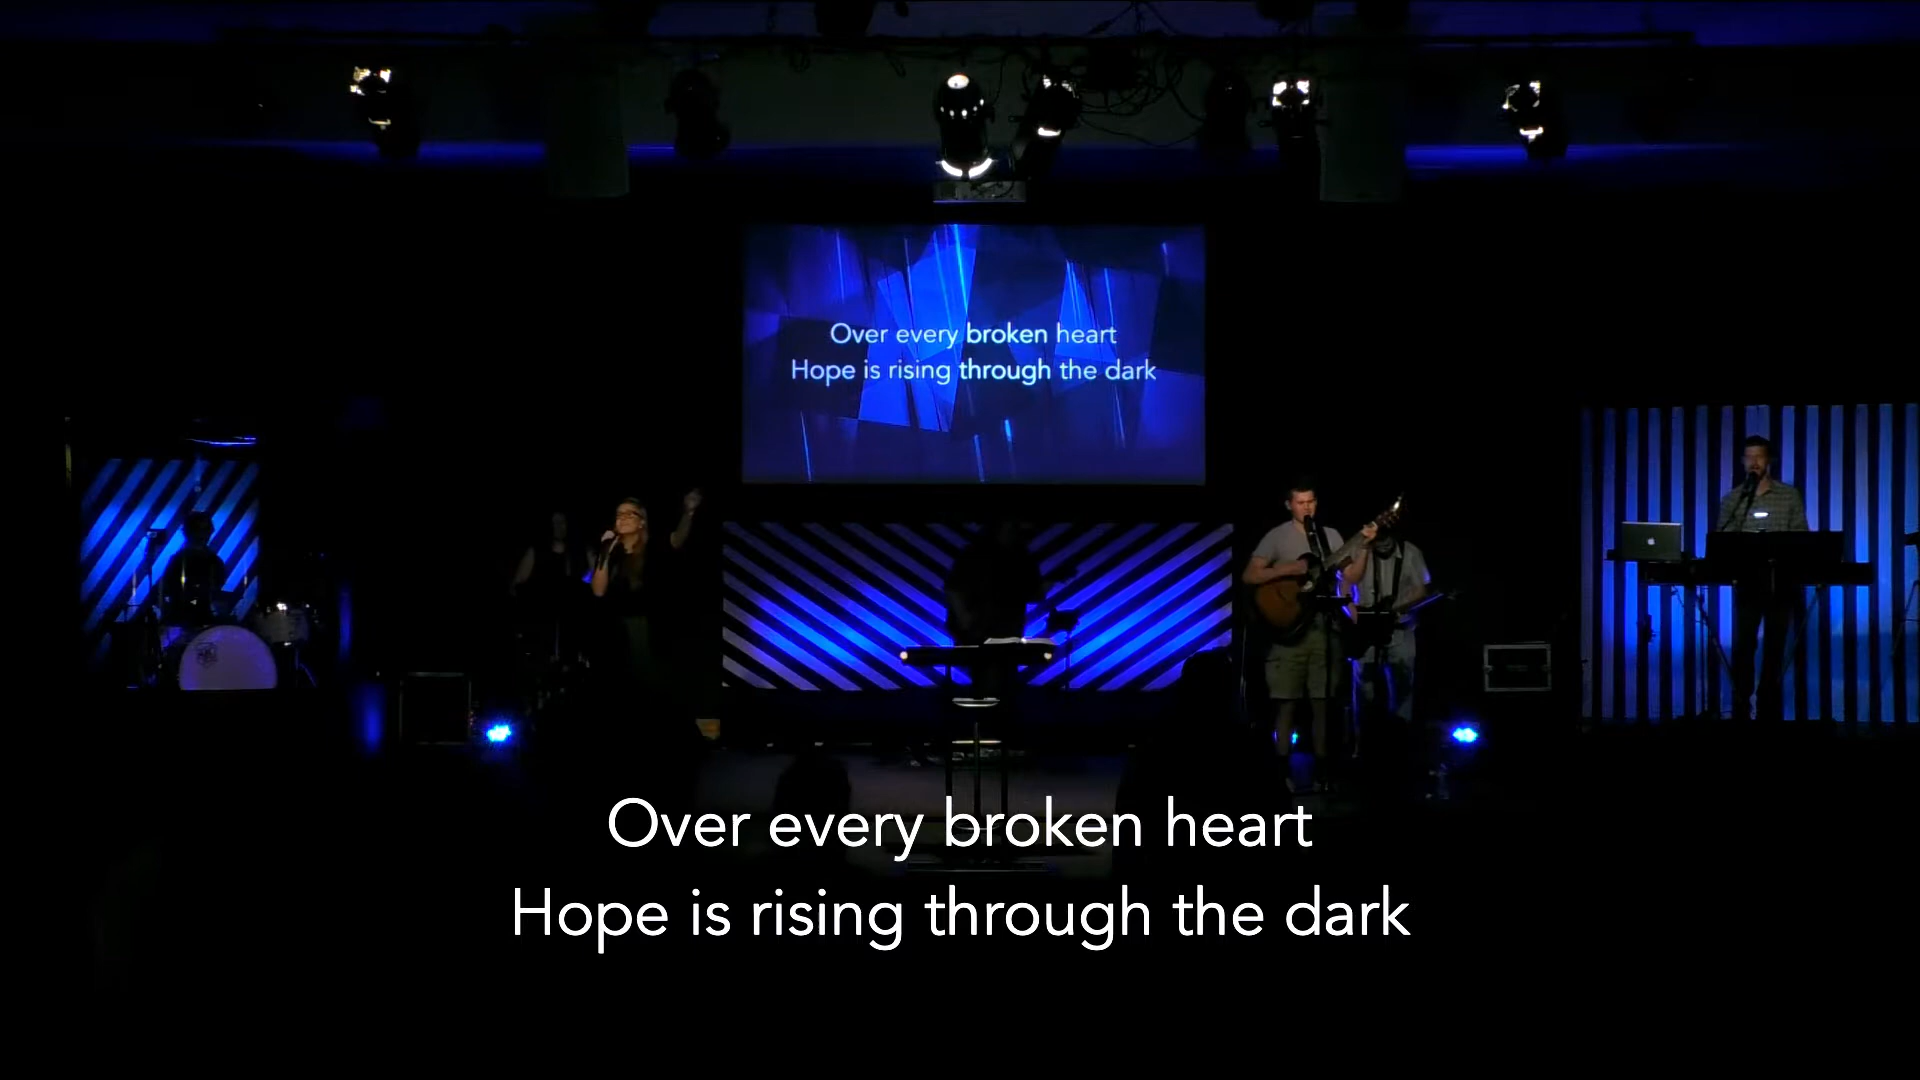 Over every broken heart
Hope is rising through the dark
Over every broken heart
Hope is rising through the dark